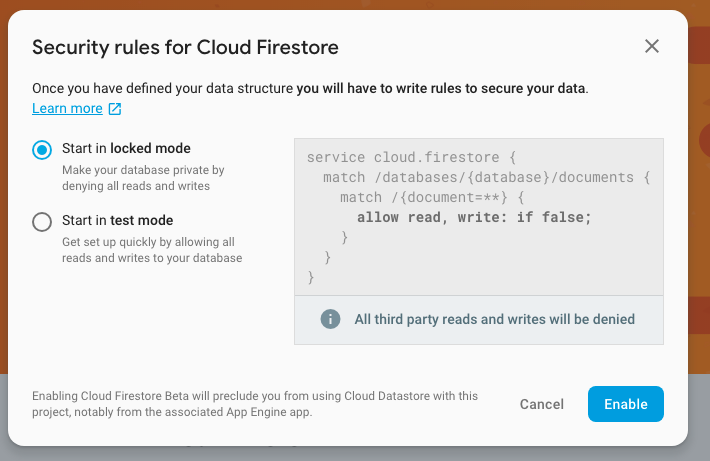 Security rules for Cloud Firestore
Once you have defined your data structure you will have to write rules to secure your data.
Learn more
Start in locked mode
Make your database private by
denying all reads and writes
Start in test mode
Get set up quickly by allowing all
reads and writes to your database
service cloud.firestore {
  match /databases/{database}/documents {
    match /{document=**} {
      allow read, write: if false;
    }
  }
}
All third party reads and writes will be denied
Enabling Cloud Firestore Beta will preclude you from using Cloud Datastore with this
project, notably from the associated App Engine app.
Cancel
Enable